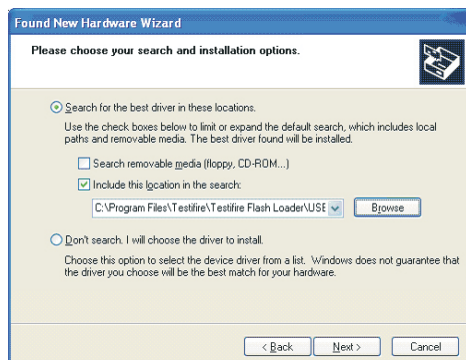 Found New Hardware Wizard
Please choose your search and installation options.
Search for the best driver in these locations.
Use the check boxes below to limit or expand the default search, which includes local
paths and removable media. The best driver found will be installed.
Search removable media (floppy, CD-ROM...)
Include this location in the search:
C:\Program Files\Testifire\Testifire Flash Loader\USE
Browse
Don't search. I will choose the driver to install.
Choose this option to select the device driver from a list. Windows does not guarantee that
the driver you choose will be the best match for your hardware.
< Back
Next >
Cancel